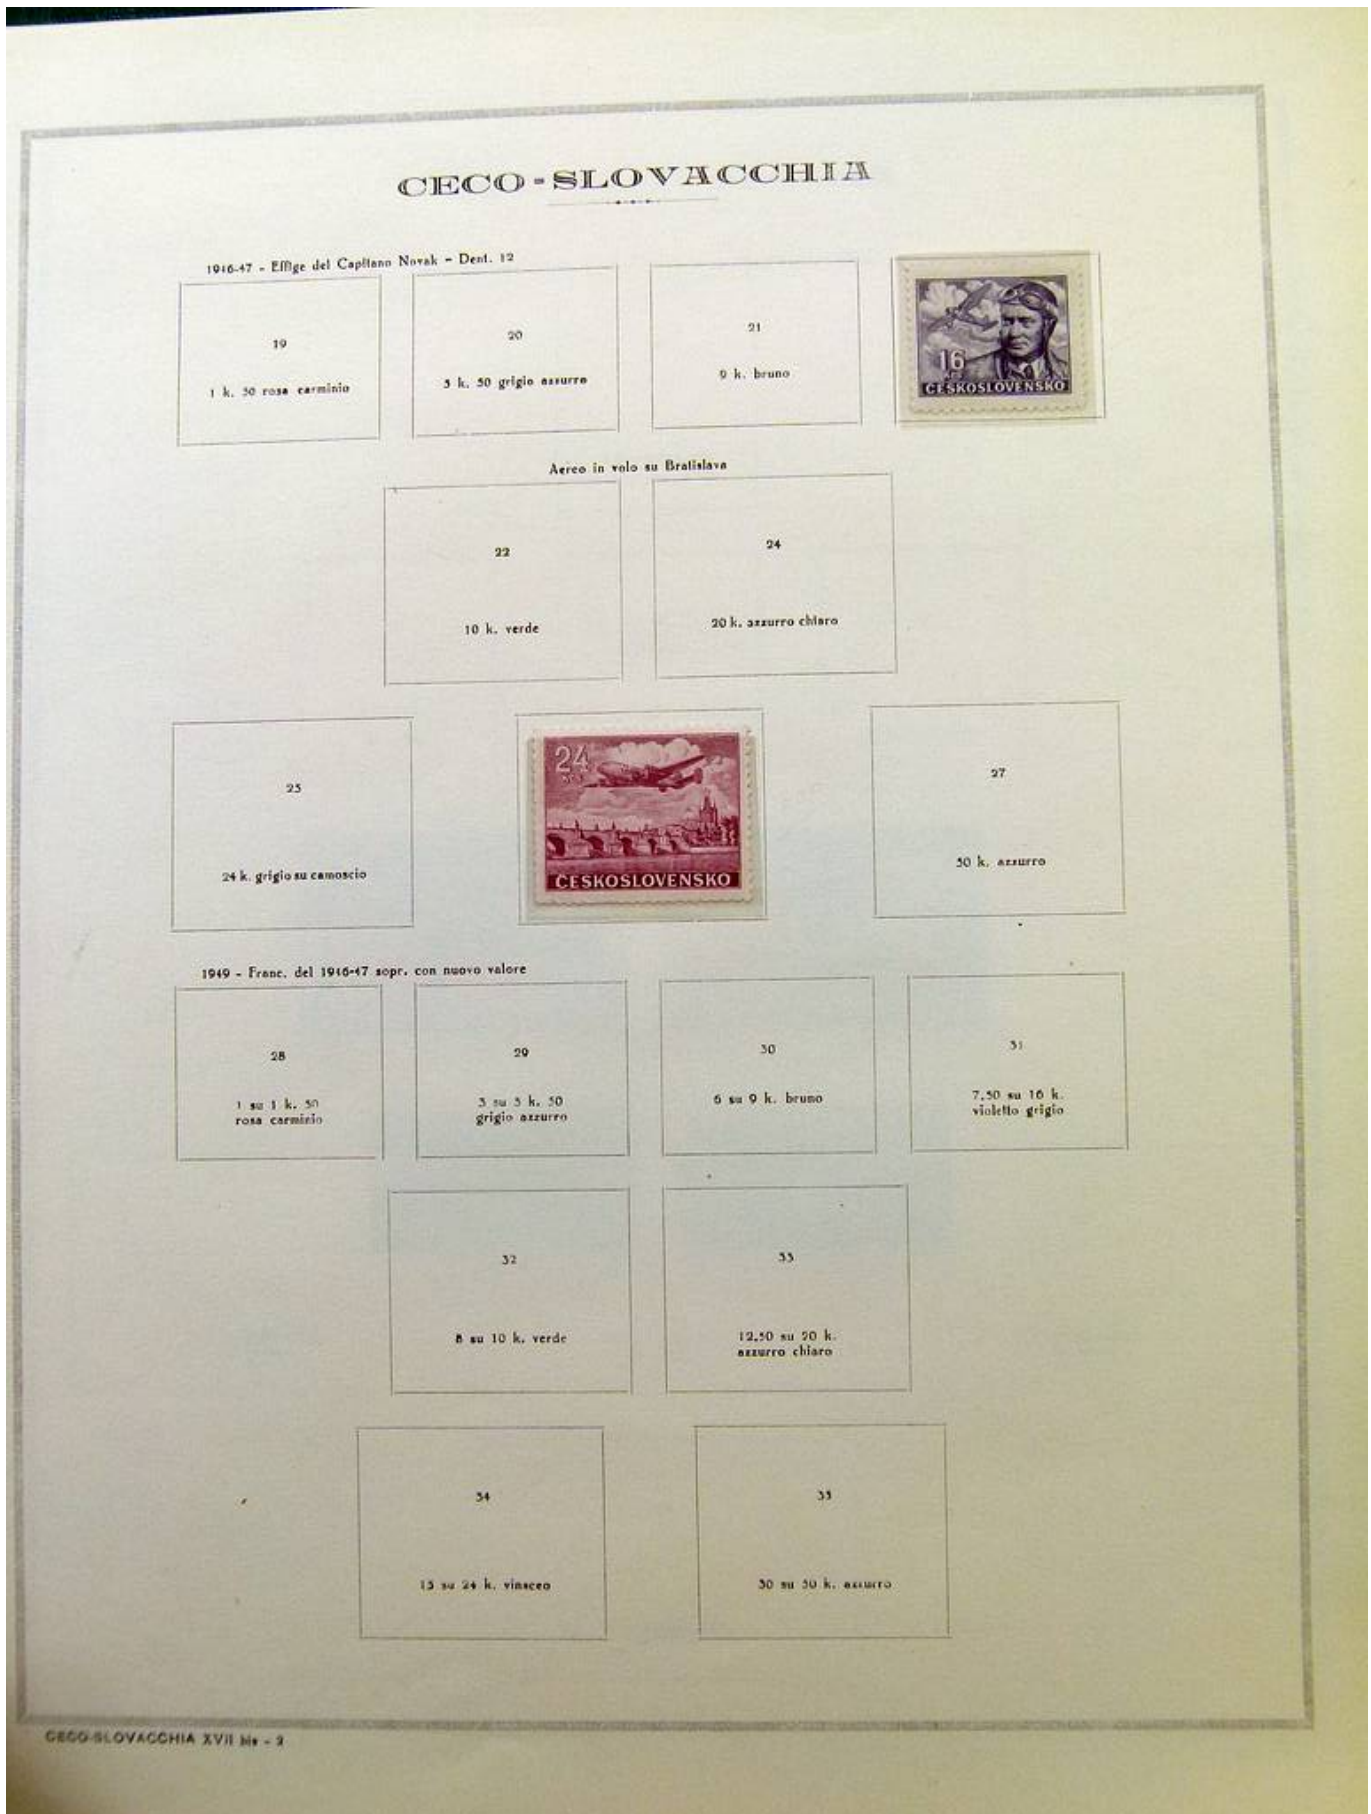 CECO-SLOVACCHIA
1946-47 - Effige del Capitano Novak - Dent. 12
19
1 k. 50 rosa carminio
20
5 k. 50 grigio azzurro
21
9 k. bruno
16
KČS
ČESKOSLOVENSKO
Aereo in volo su Bratislava
22
10 k. verde
24
20 k. azzurro chiaro
25
24 k. grigio su camoscio
24
KČS
ČESKOSLOVENSKO
27
50 k. azzurro
1949 - Franc. del 1946-47 sopr. con nuovo valore
28
1 su 1 k. 50
rosa carminio
29
3 su 5 k. 50
grigio azzurro
30
6 su 9 k. bruno
31
7,50 su 16 k.
violetto grigio
32
8 su 10 k. verde
33
12,50 su 20 k.
azzurro chiaro
34
15 su 24 k. vinaceo
35
30 su 50 k. azzurro
CECO-SLOVACCHIA XVII bis - 2